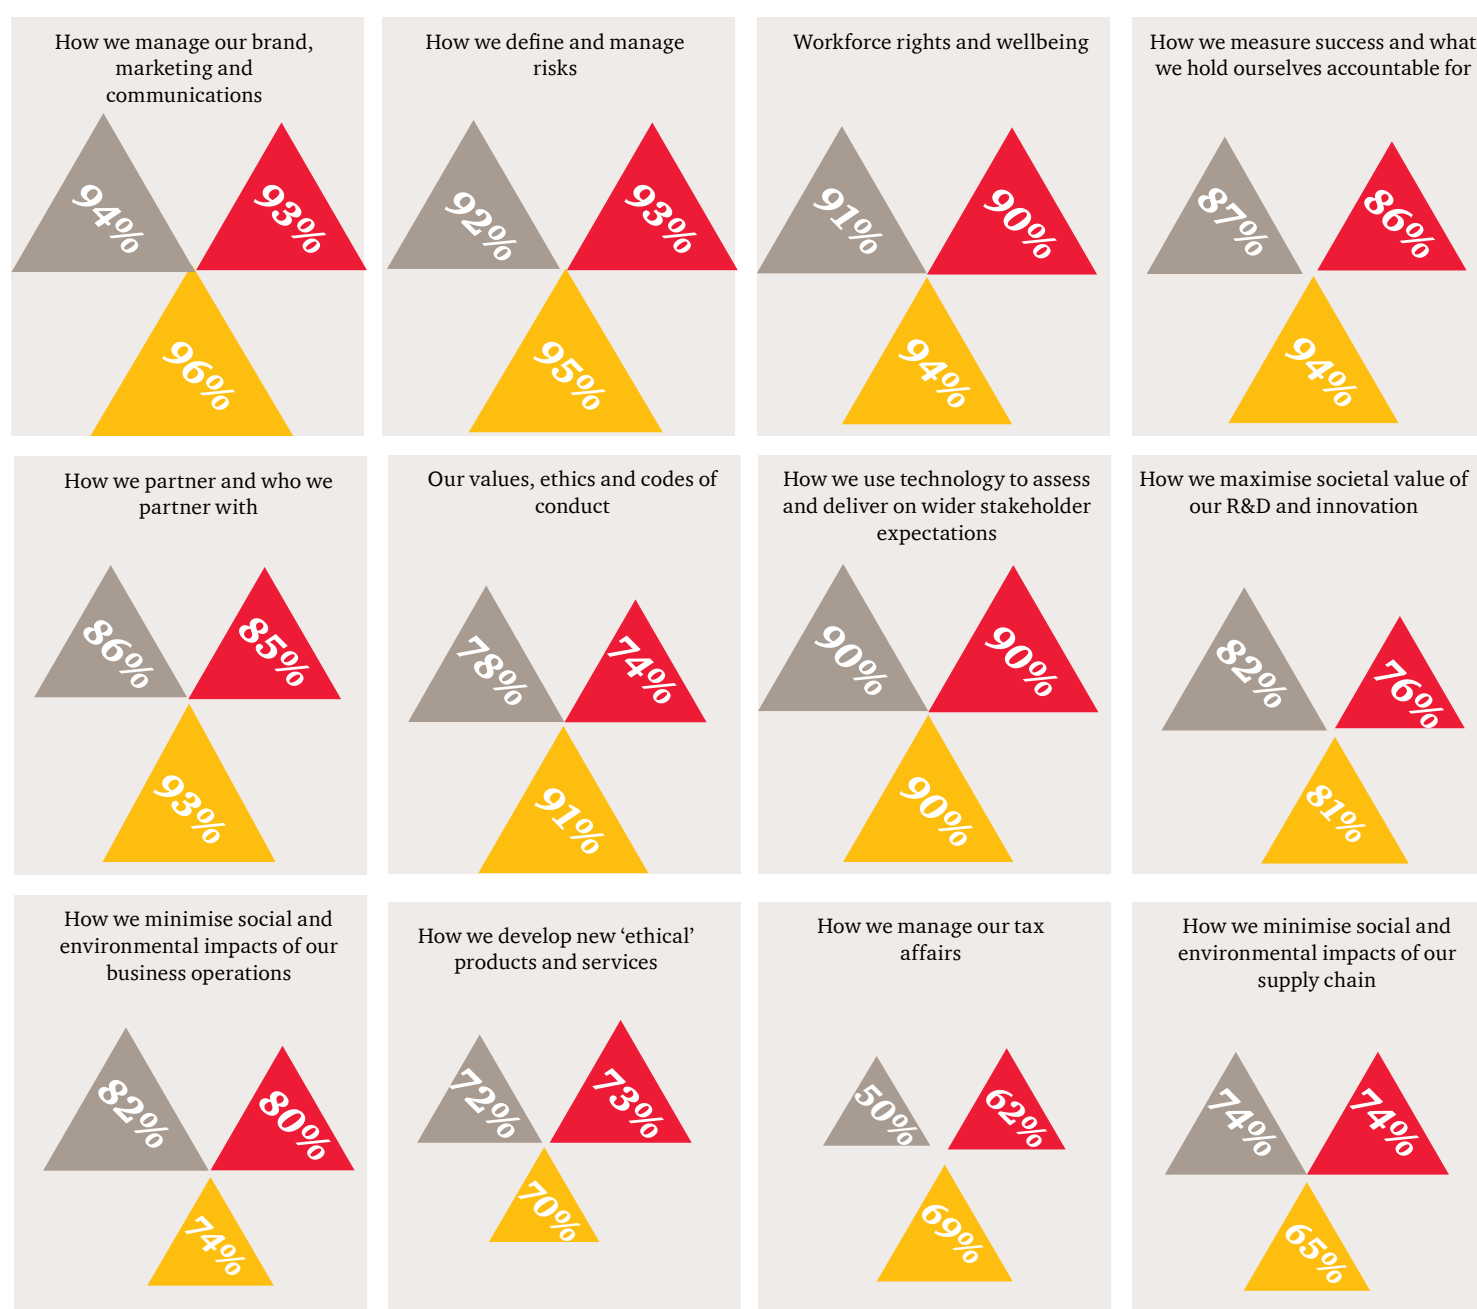 How we manage our brand,
marketing and
communications
94%
93%
96%
How we define and manage
risks
92%
93%
95%
Workforce rights and wellbeing
91%
90%
94%
How we measure success and what
we hold ourselves accountable for
87%
86%
94%
How we partner and who we
partner with
86%
85%
93%
Our values, ethics and codes of
conduct
78%
74%
91%
How we use technology to assess
and deliver on wider stakeholder
expectations
90%
90%
90%
How we maximise societal value of
our R&D and innovation
82%
76%
81%
How we minimise social and
environmental impacts of our
business operations
82%
80%
74%
How we develop new ‘ethical’
products and services
72%
73%
70%
How we manage our tax
affairs
50%
62%
69%
How we minimise social and
environmental impacts of our
supply chain
74%
74%
65%